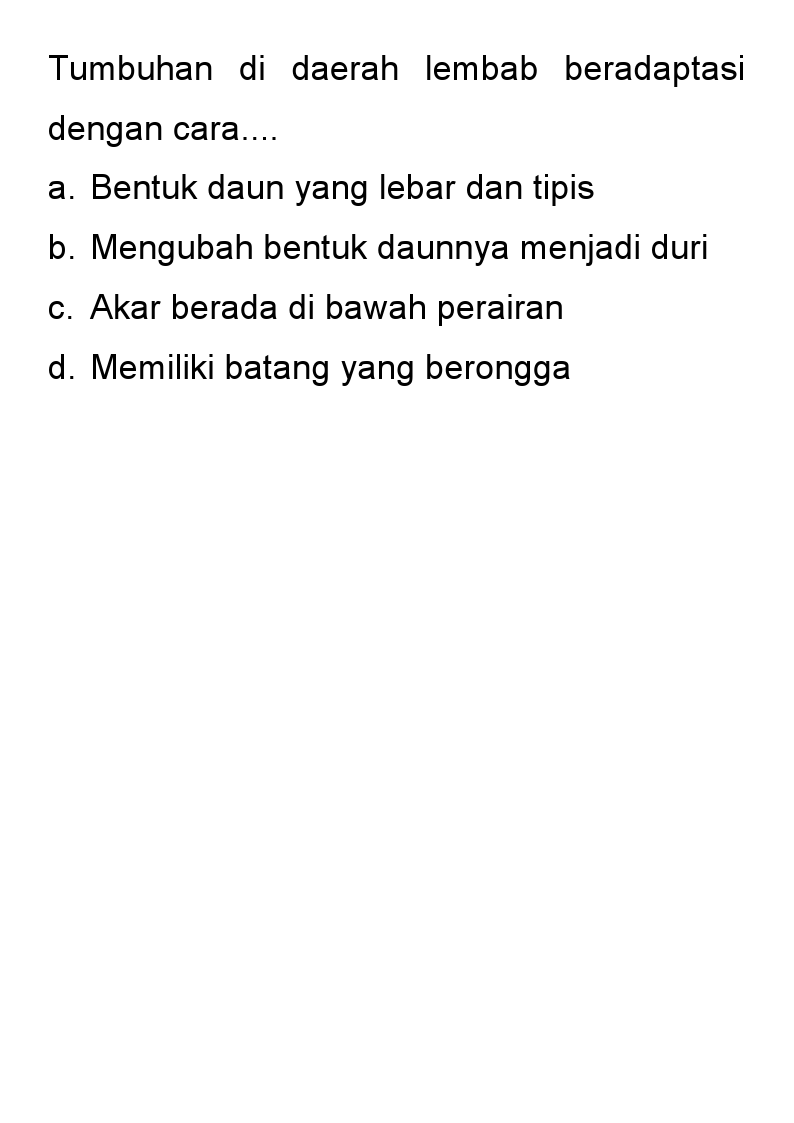 Tumbuhan di daerah lembab beradaptasi
dengan cara....
a. Bentuk daun yang lebar dan tipis
b. Mengubah bentuk daunnya menjadi duri
c. Akar berada di bawah perairan
d. Memiliki batang yang berongga